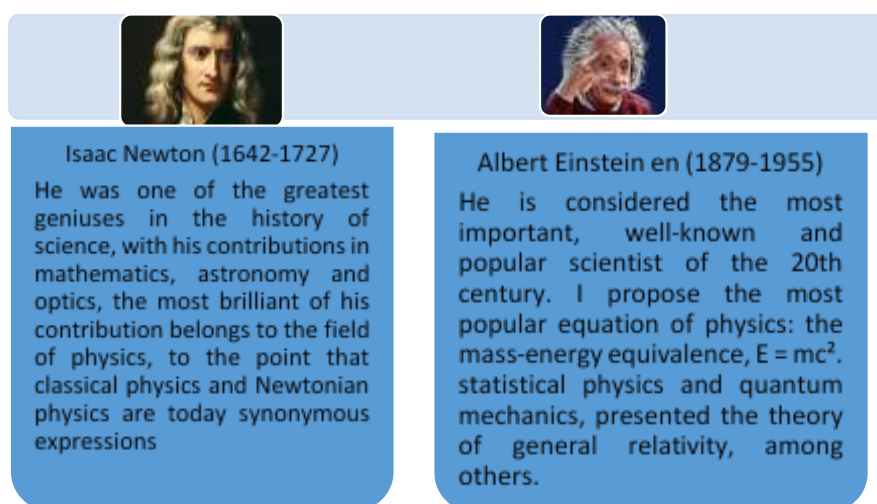 Isaac Newton (1642-1727)
He was one of the greatest
geniuses in the history of
science, with his contributions in
mathematics, astronomy and
optics, the most brilliant of his
contribution belongs to the field
of physics, to the point that
classical physics and Newtonian
physics are today synonymous
expressions
Albert Einstein en (1879-1955)
He is considered the most
important, well-known and
popular scientist of the 20th
century. I propose the most
popular equation of physics: the
mass-energy equivalence, E = mc².
statistical physics and quantum
mechanics, presented the theory
of general relativity, among
others.